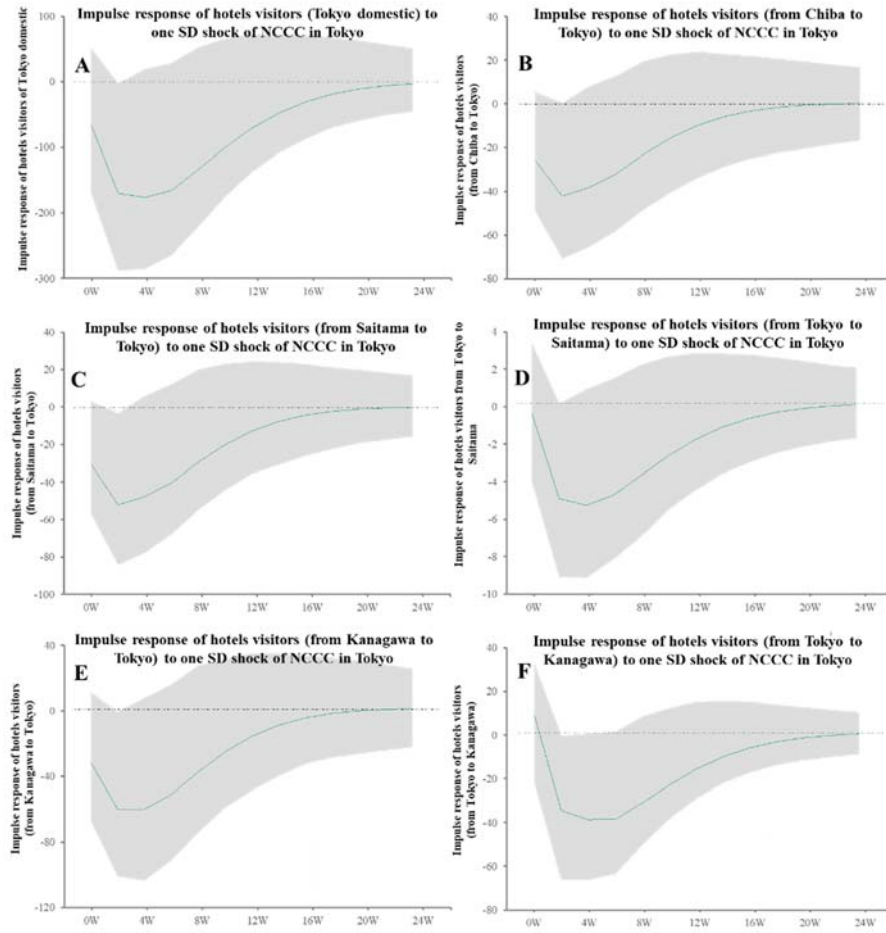 Impulse response of hotels visitors (Tokyo domestic) to
one SD shock of NCCC in Tokyo
A
Impulse response of hotels visitors of Tokyo domestic
100
0
-100
-200
-300
0W 4W 8W 12W 16W 20W 24W
Impulse response of hotels visitors (from Chiba to
Tokyo) to one SD shock of NCCC in Tokyo
B
Impulse response of hotels visitors
(from Chiba to Tokyo)
40
20
0
-20
-40
-60
-80
0W 4W 8W 12W 16W 20W 24W
Impulse response of hotels visitors (from Saitama to
Tokyo) to one SD shock of NCCC in Tokyo
C
Impulse response of hotels visitors
(from Saitama to Tokyo)
40
20
0
-20
-40
-60
-80
-100
0W 4W 8W 12W 16W 20W 24W
Impulse response of hotels visitors (from Tokyo to
Saitama) to one SD shock of NCCC in Tokyo
D
Impulse response of hotels visitors from Tokyo to
Saitama
4
2
0
-2
-4
-6
-8
-10
0W 4W 8W 12W 16W 20W 24W
Impulse response of hotels visitors (from Kanagawa to
Tokyo) to one SD shock of NCCC in Tokyo
E
Impulse response of hotels visitors
(from Kanagawa to Tokyo)
40
0
-40
-80
-120
0W 4W 8W 12W 16W 20W 24W
Impulse response of hotels visitors (from Tokyo to
Kanagawa) to one SD shock of NCCC in Tokyo
F
Impulse response of hotels visitors
(from Tokyo to Kanagawa)
40
20
0
-20
-40
-60
-80
0W 4W 8W 12W 16W 20W 24W